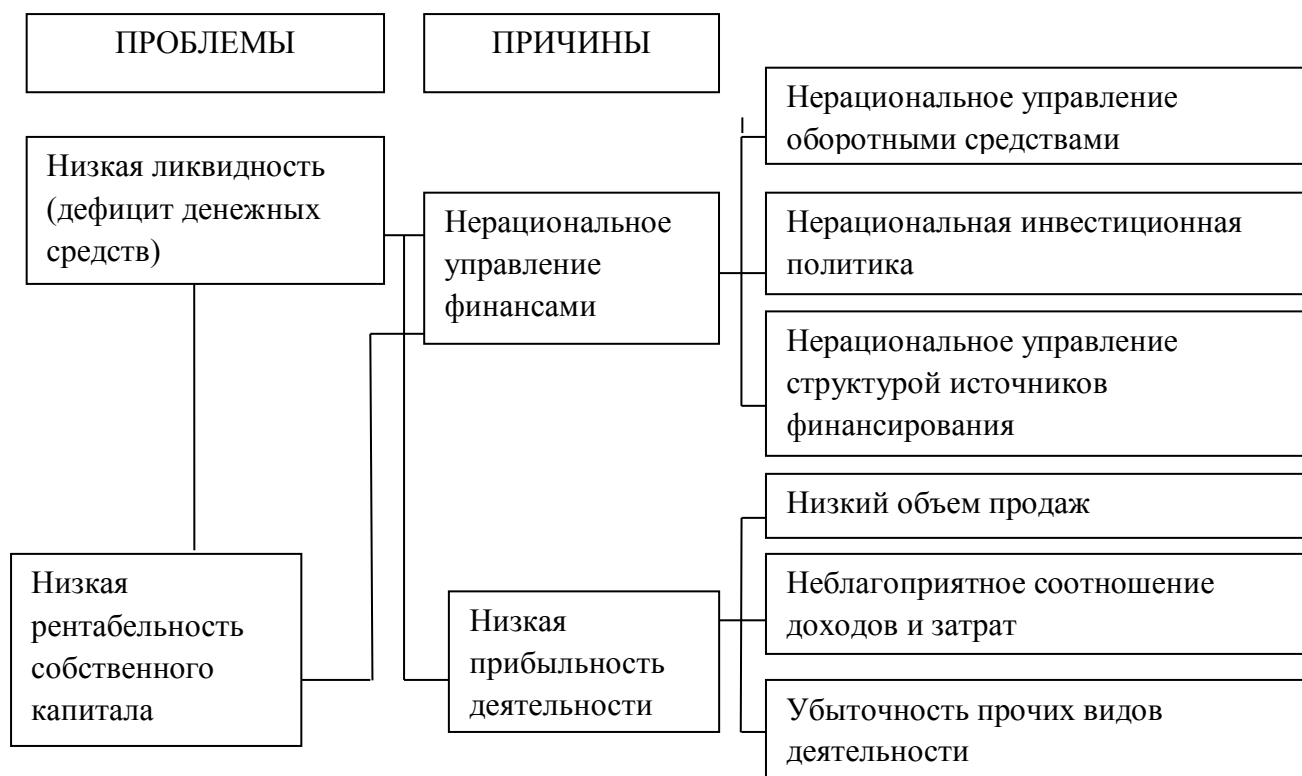 ПРОБЛЕМЫ
ПРИЧИНЫ
Нерациональное управление
оборотными средствами
Низкая ликвидность
(дефицит денежных
средств)
Нерациональное
управление
финансами
Нерациональная инвестиционная
политика
Нерациональное управление
структурой источников
финансирования
Низкий объем продаж
Низкая
рентабельность
собственного
капитала
Низкая
прибыльность
деятельности
Неблагоприятное соотношение
доходов и затрат
Убыточность прочих видов
деятельности